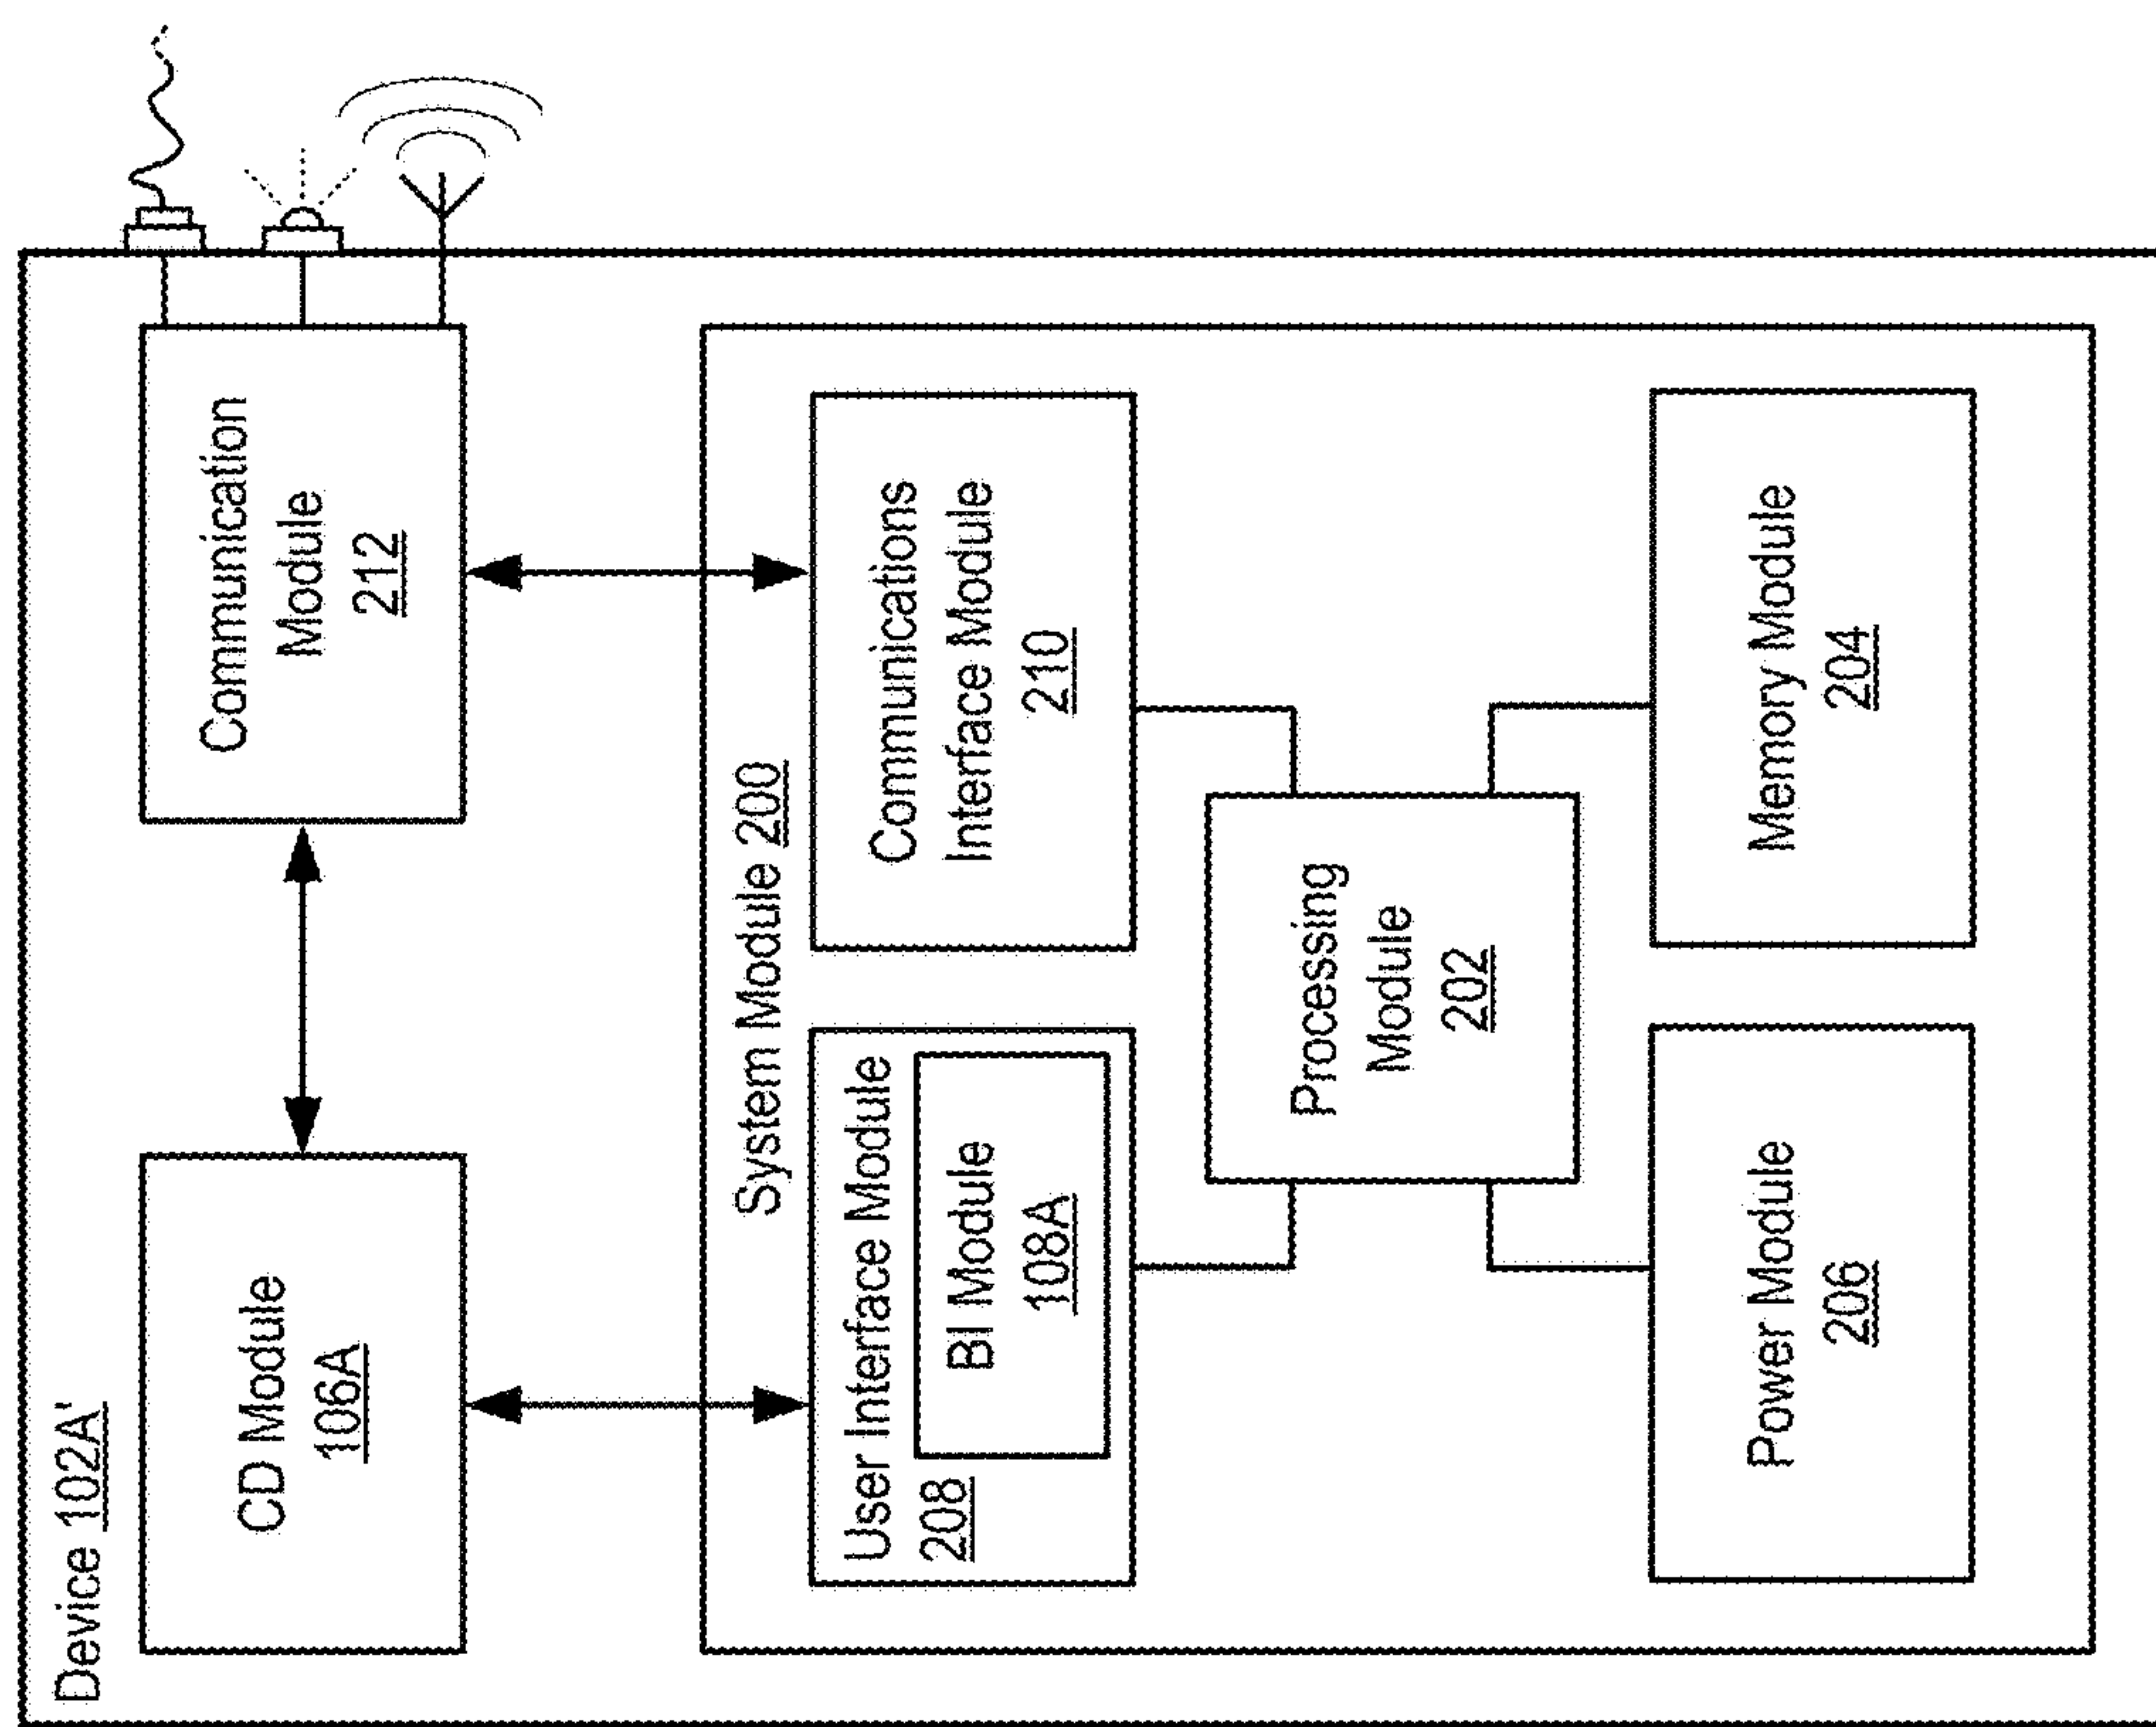 Device 102A'
CD Module
106A
Communication
Module
212
System Module 200
User Interface Module
208
BI Module
108A
Communications
Interface Module
210
Processing
Module
202
Power Module
206
Memory Module
204